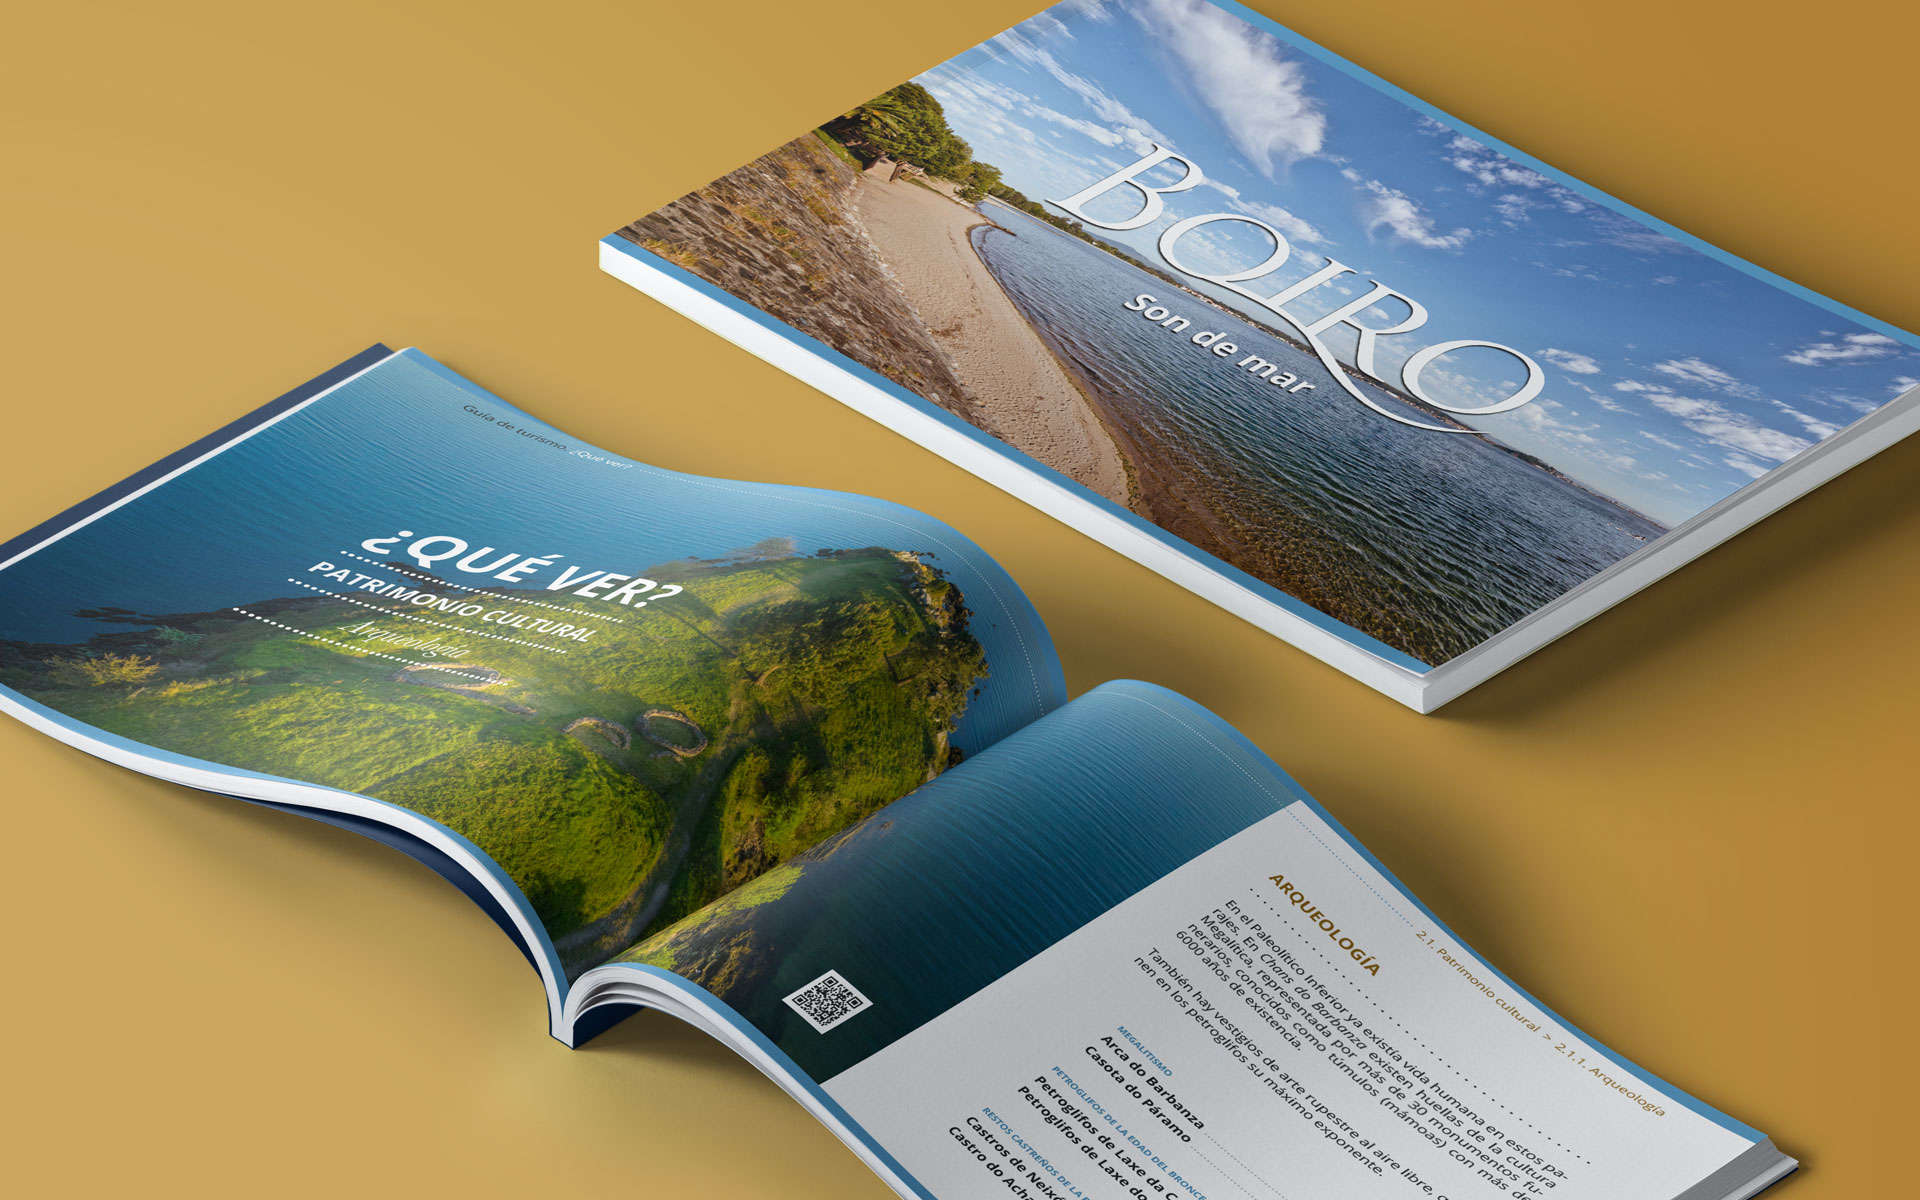 BOIRO
Son de mar
Guía de turismo. ¿Qué ver?
¿QUÉ VER?
PATRIMONIO CULTURAL
Arqueología
2.1. Patrimonio cultural > 2.1.1. Arqueología
ARQUEOLOGÍA
En el Paleolítico Inferior ya existía vida humana en estos pa-
rajes. En Chans do Barbanza existen huellas de la cultura
Megalítica, representada por más de 30 monumentos fu-
nerarios, conocidos como túmulos (mámoas) con más de
6000 años de existencia.
También hay vestigios de arte rupestre al aire libre,
nen en los petroglifos su máximo exponente.
MEGALITISMO
Arca do Barbanza
Casota do Páramo
PETROGLIFOS DE LA EDAD DEL BRONCE
Petroglifos de Laxe da
Petroglifos de Laxe
RESTOS CASTREÑOS DE LA
Castros de Neixó
Castro do